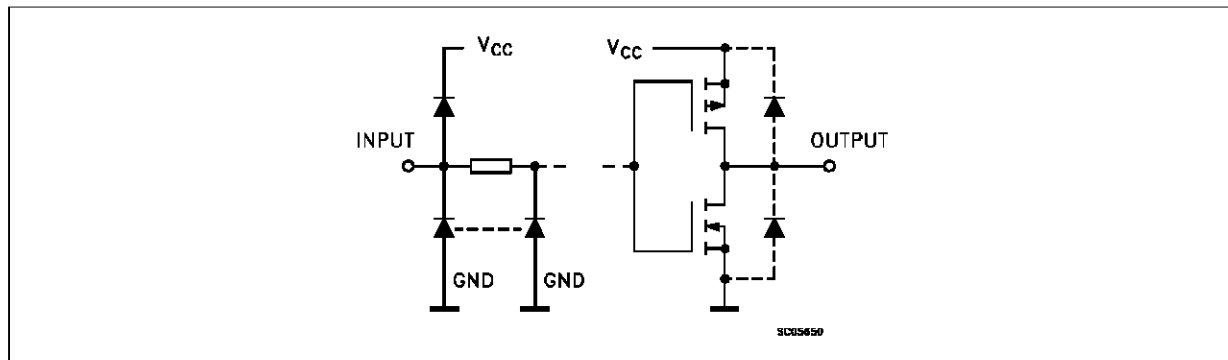 VCC
VCC
INPUT
OUTPUT
GND
GND
SC05650